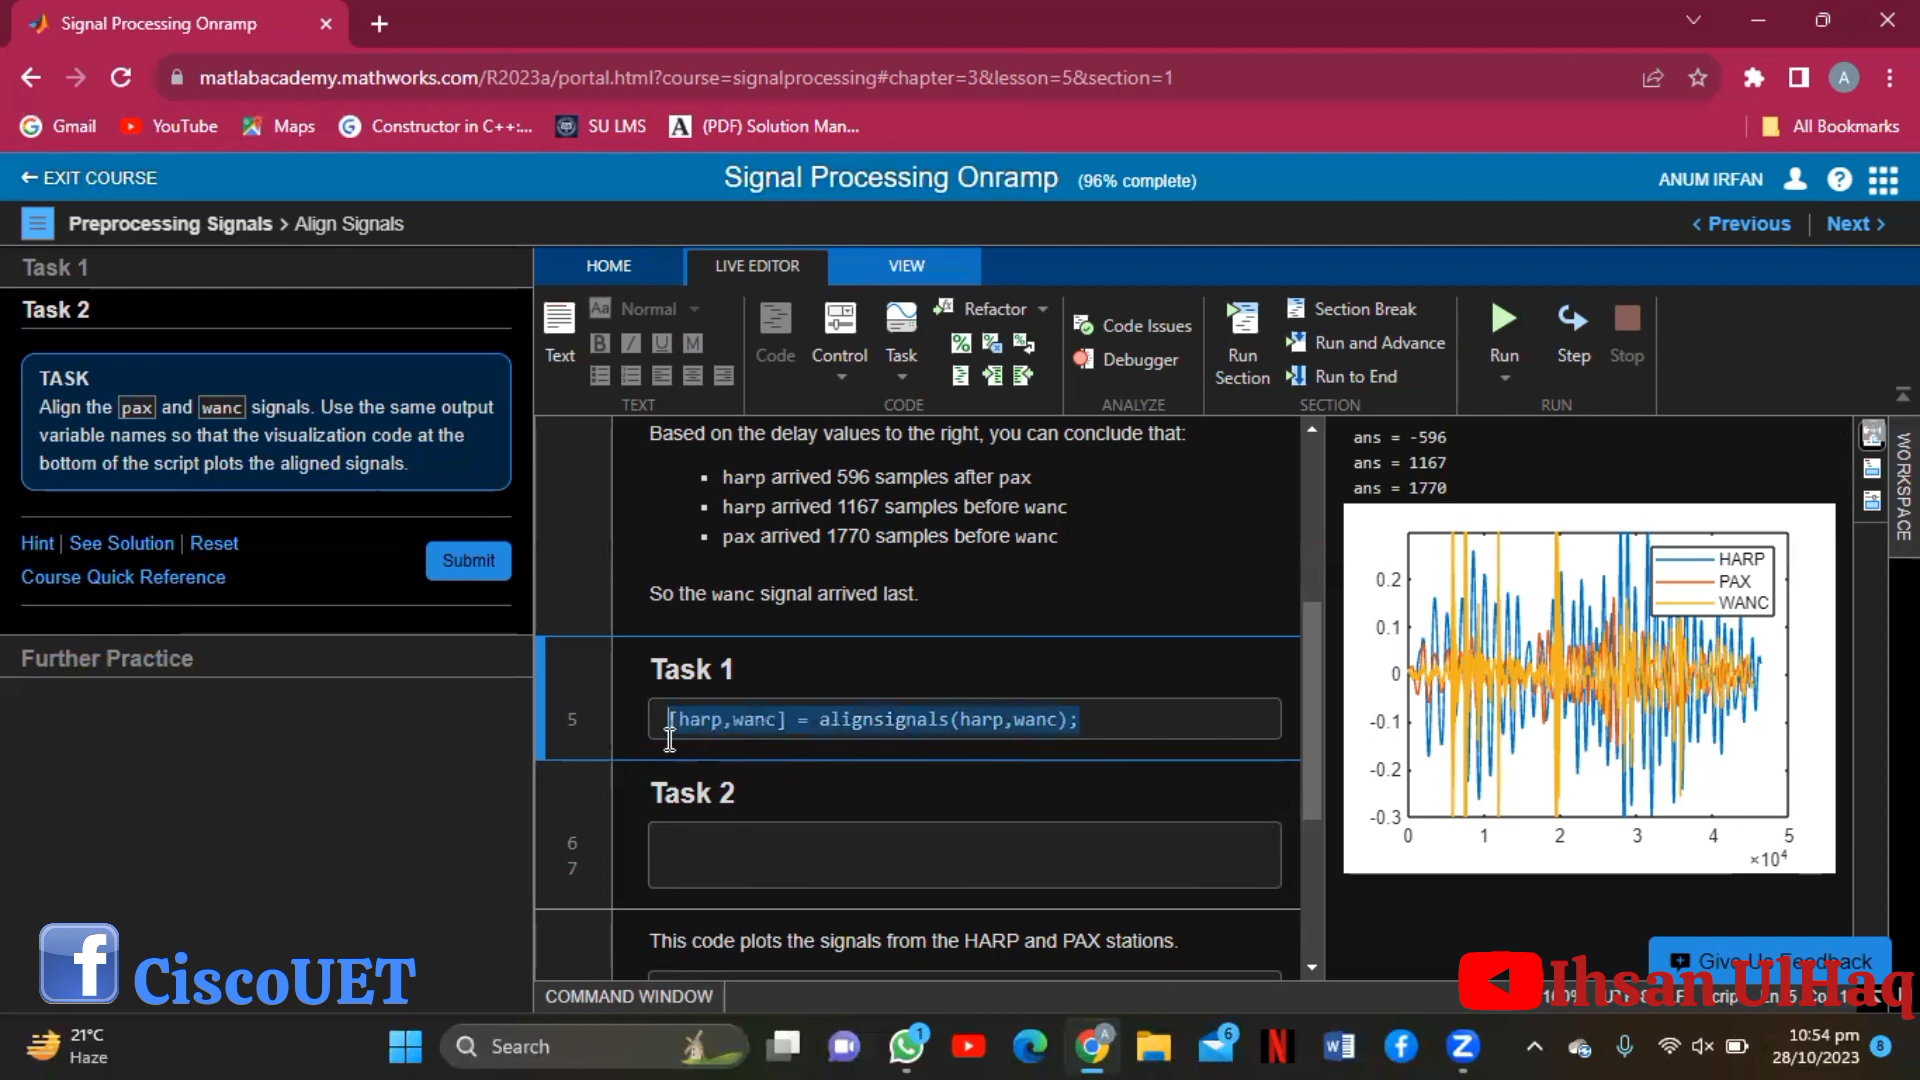 Signal Processing Onramp
matlabacademy.mathworks.com/R2023a/portal.html?course=signalprocessing#chapter=3&lesson=5&section=1
A
Gmail YouTube Maps Constructor in C++:... SU LMS A (PDF) Solution Man... All Bookmarks
EXIT COURSE
Signal Processing Onramp (96% complete)
ANUM IRFAN
Preprocessing Signals > Align Signals
< Previous | Next >
Task 1
Task 2
TASK
Align the pax and wanc signals. Use the same output
variable names so that the visualization code at the
bottom of the script plots the aligned signals.
Hint | See Solution | Reset
Course Quick Reference
Submit
Further Practice
HOME LIVE EDITOR VIEW
Text
Aa Normal
B I U M
TEXT
Code Control Task
Refactor
CODE
Code Issues
Debugger
ANALYZE
Run
Section
Section Break
Run and Advance
Run to End
SECTION
Run Step Stop
RUN
Based on the delay values to the right, you can conclude that:
harp arrived 596 samples after pax
harp arrived 1167 samples before wanc
pax arrived 1770 samples before wanc
So the wanc signal arrived last.
Task 1
5 [harp,wanc] = alignsignals(harp,wanc);
Task 2
6
7
This code plots the signals from the HARP and PAX stations.
COMMAND WINDOW
ans = -596
ans = 1167
ans = 1770
HARP
PAX
WANC
0.2
0.1
0
-0.1
-0.2
-0.3
0 1 2 3 4 5
×10⁴
WORKSPACE
Give Us Feedback
CiscoUET
Ihsan UlHaq
21°C
Haze
Search
1
A
6
10:54 pm
28/10/2023
8